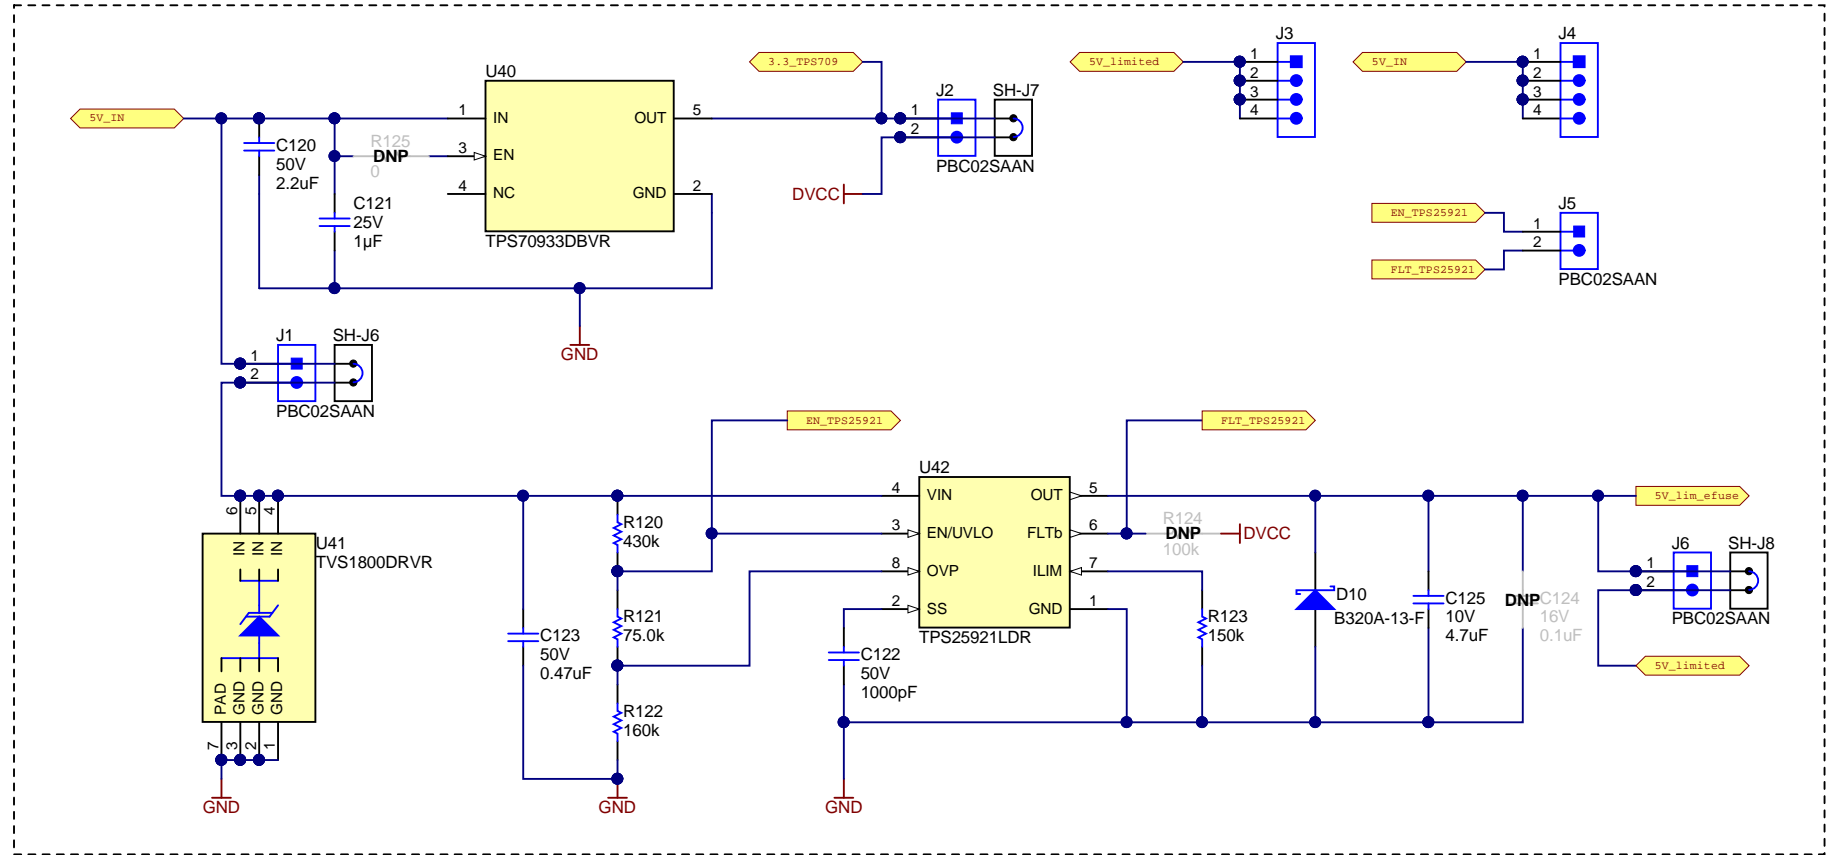 5V_IN
C120
50V
2.2uF
R125
DNP
0
C121
25V
1µF
U40
1
IN
OUT
5
3
EN
4
NC
GND
2
TPS70933DBVR
GND
3.3_TPS709
J2
SH-J7
1
2
PBC02SAAN
DVCC
5V_limited
J3
1
2
3
4
5V_IN
J4
1
2
3
4
EN_TPS25921
FLT_TPS25921
J5
1
2
PBC02SAAN
J1
SH-J6
1
2
PBC02SAAN
6
5
4
IN
IN
IN
U41
TVS1800DRVR
PAD
GND
GND
GND
7
3
2
1
GND
C123
50V
0.47uF
R120
430k
R121
75.0k
R122
160k
GND
EN_TPS25921
FLT_TPS25921
U42
4
VIN
OUT
5
3
EN/UVLO
FLTb
6
8
OVP
ILIM
7
2
SS
GND
1
TPS25921LDR
C122
50V
1000pF
GND
R124
DNP
100k
DVCC
R123
150k
D10
B320A-13-F
C125
10V
4.7uF
DNP
C124
16V
0.1uF
5V_lim_efuse
J6
SH-J8
1
2
PBC02SAAN
5V_limited